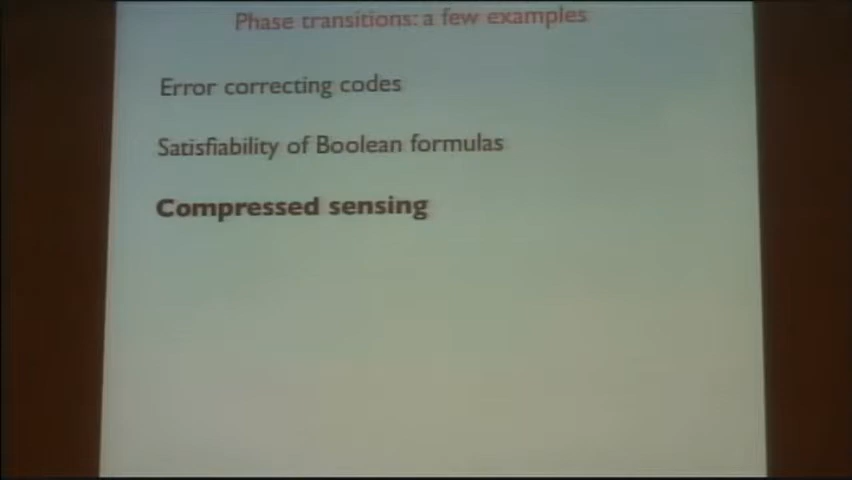 Phase transitions: a few examples
Error correcting codes
Satisfiability of Boolean formulas
Compressed sensing